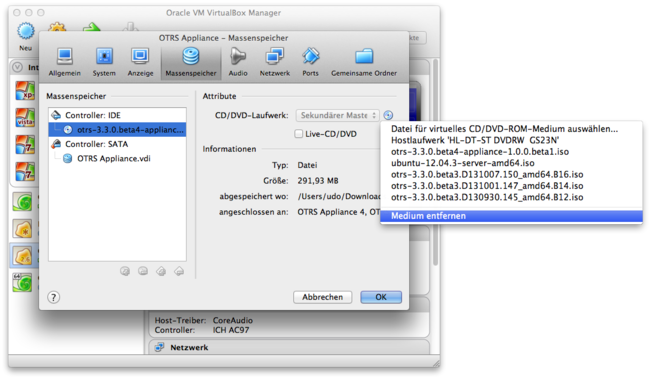 Oracle VM VirtualBox Manager
Neu
OTRS Appliance – Massenspeicher
Allgemein System Anzeige Massenspeicher Audio Netzwerk Ports Gemeinsame Ordner
Massenspeicher
Controller: IDE
otrs-3.3.0.beta4-applianc...
Controller: SATA
OTRS Appliance.vdi
Attribute
CD/DVD-Laufwerk: Sekundärer Maste
Live-CD/DVD
Informationen
Typ: Datei
Größe: 291,93 MB
abgespeichert wo: /Users/udo/Download
angeschlossen an: OTRS Appliance 4, OT
Datei für virtuelles CD/DVD-ROM-Medium auswählen...
Hostlaufwerk 'HL-DT-ST DVDRW GS23N'
otrs-3.3.0.beta4-appliance-1.0.0.beta1.iso
ubuntu-12.04.3-server-amd64.iso
otrs-3.3.0.beta3.D131007.150_amd64.B16.iso
otrs-3.3.0.beta3.D131001.147_amd64.B14.iso
otrs-3.3.0.beta3.D130930.145_amd64.B12.iso
Medium entfernen
?
Abbrechen OK
Host-Treiber: CoreAudio
Controller: ICH AC97
Netzwerk